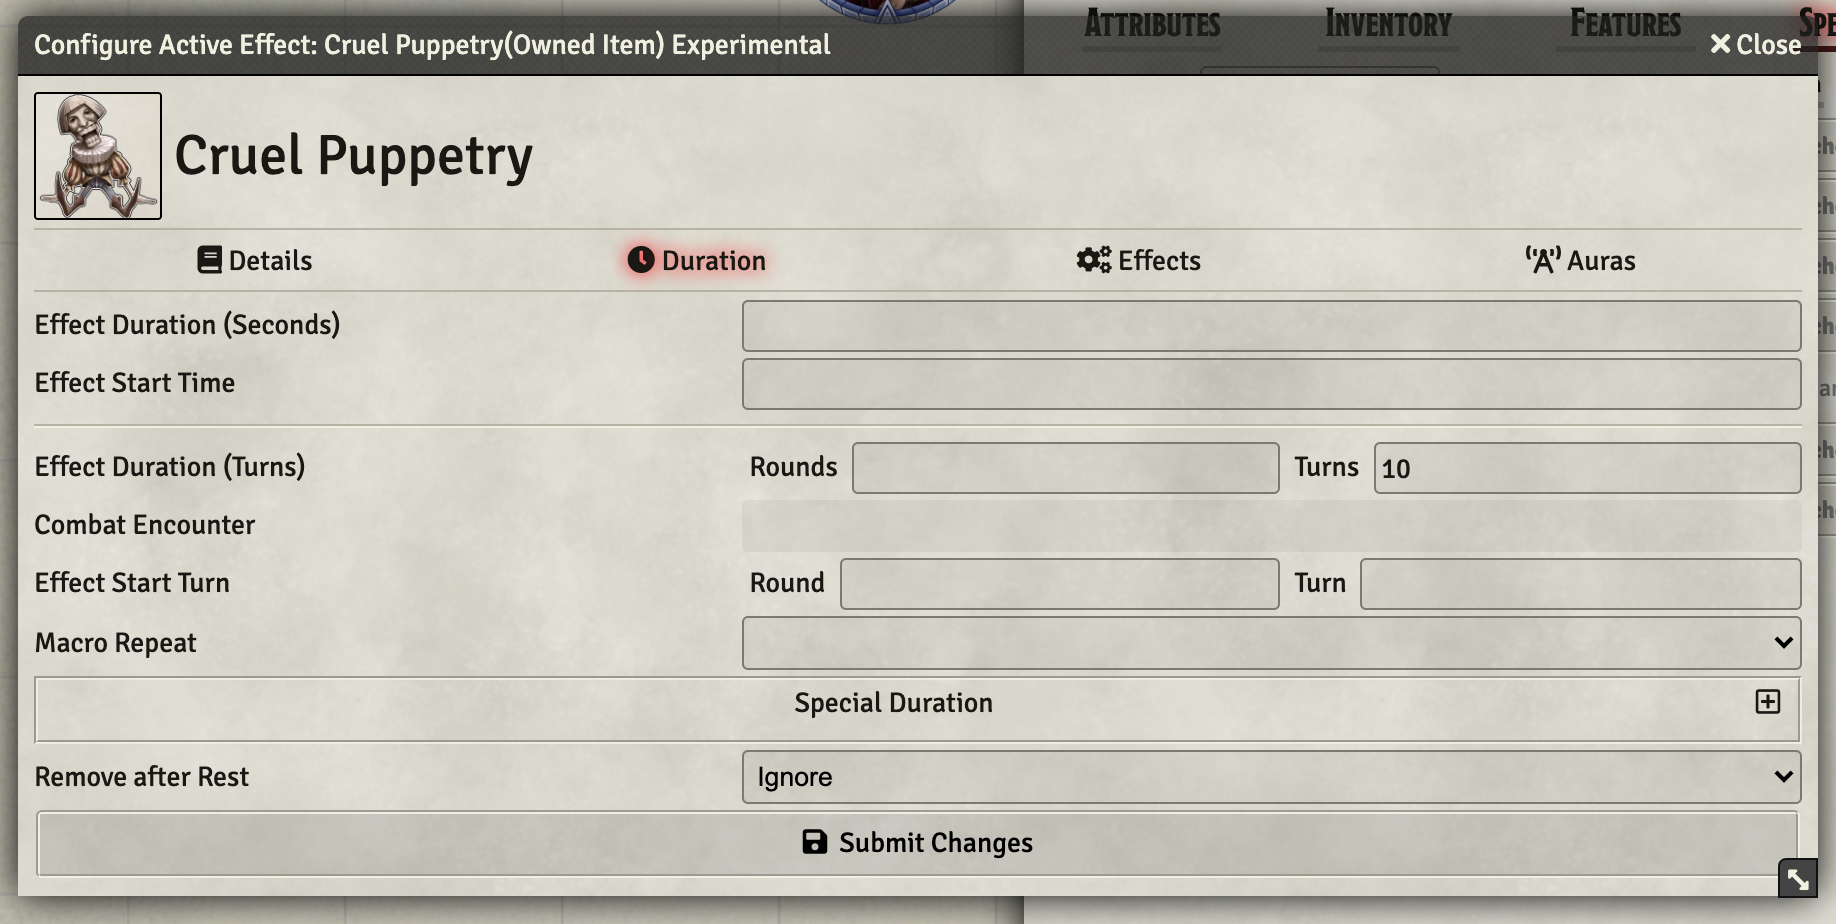 Attributes Inventory Features
Configure Active Effect: Cruel Puppetry(Owned Item) Experimental
Close
Cruel Puppetry
Details Duration Effects Auras
Effect Duration (Seconds)
Effect Start Time
Effect Duration (Turns) Rounds Turns 10
Combat Encounter
Effect Start Turn Round Turn
Macro Repeat
Special Duration
Remove after Rest Ignore
Submit Changes